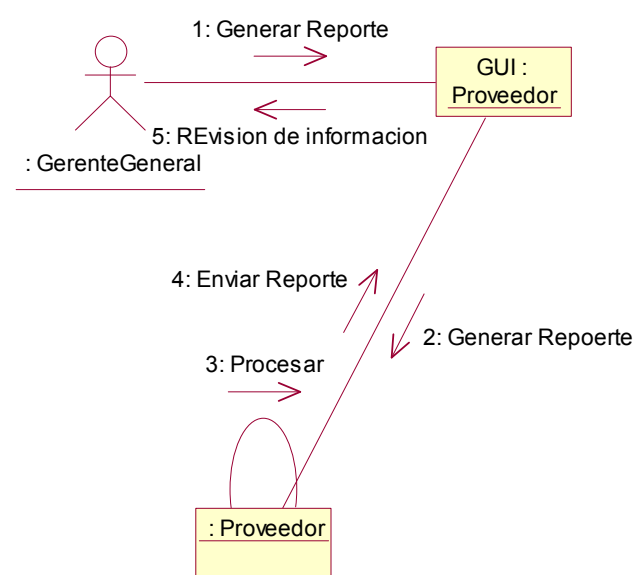 1: Generar Reporte
GUI :
Proveedor
5: REvision de informacion
: GerenteGeneral
4: Enviar Reporte
2: Generar Repoerte
3: Procesar
: Proveedor